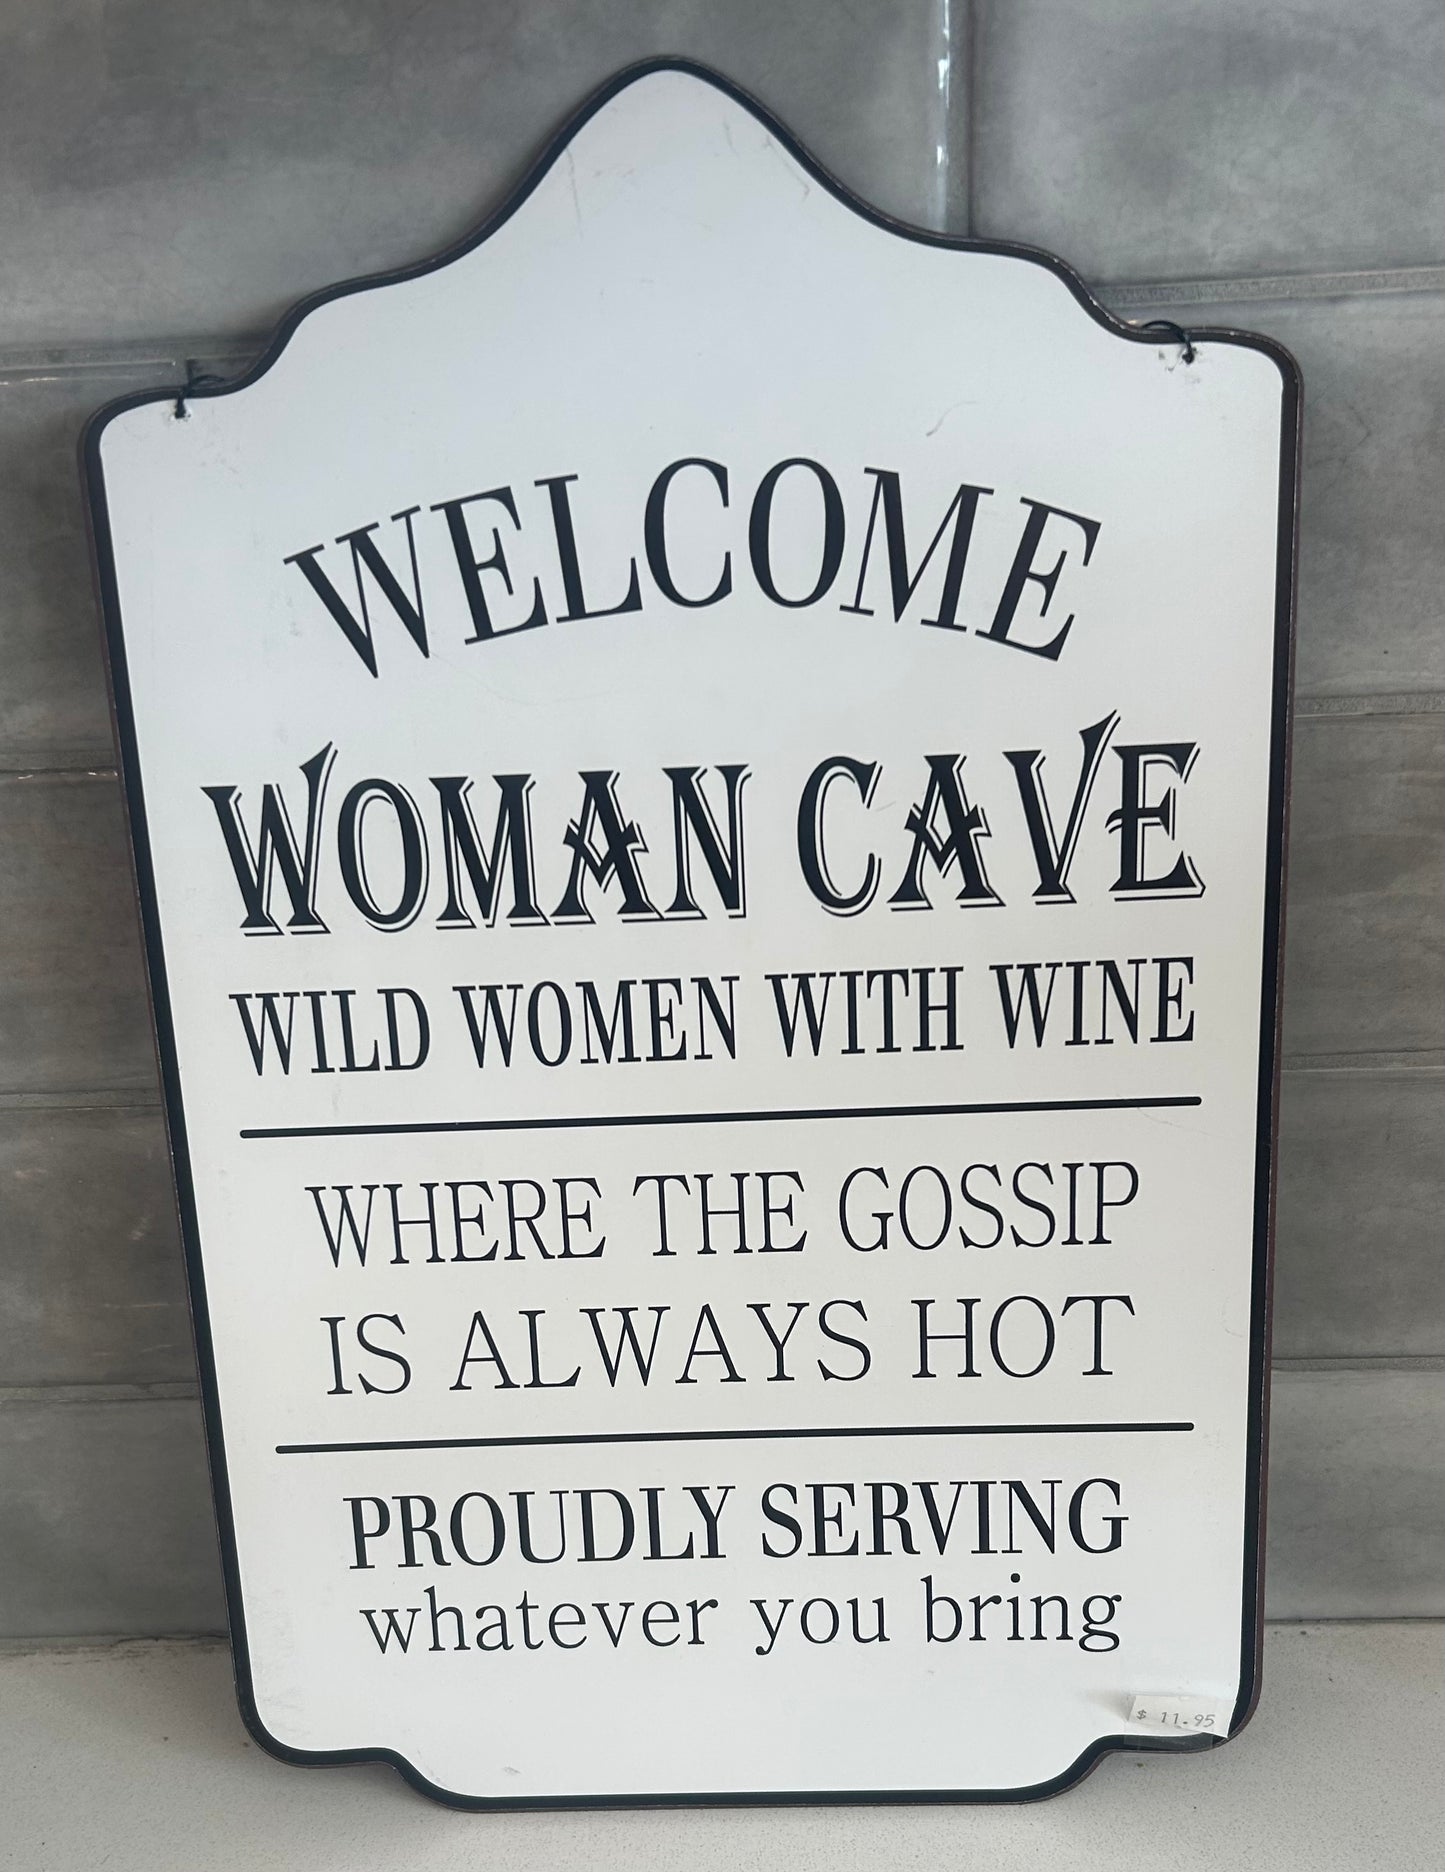 WELCOME
WOMAN CAVE
WILD WOMEN WITH WINE
WHERE THE GOSSIP
IS ALWAYS HOT
PROUDLY SERVING
whatever you bring
$ 11.95